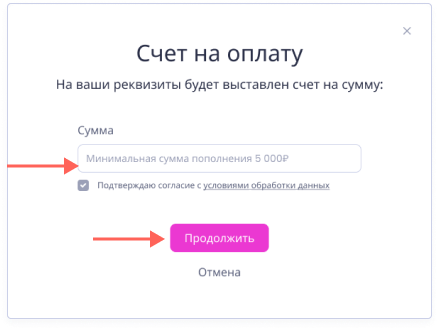 Счет на оплату
На ваши реквизиты будет выставлен счет на сумму:
Сумма
Минимальная сумма пополнения 5 000₽
Подтверждаю согласие с условиями обработки данных
Продолжить
Отмена